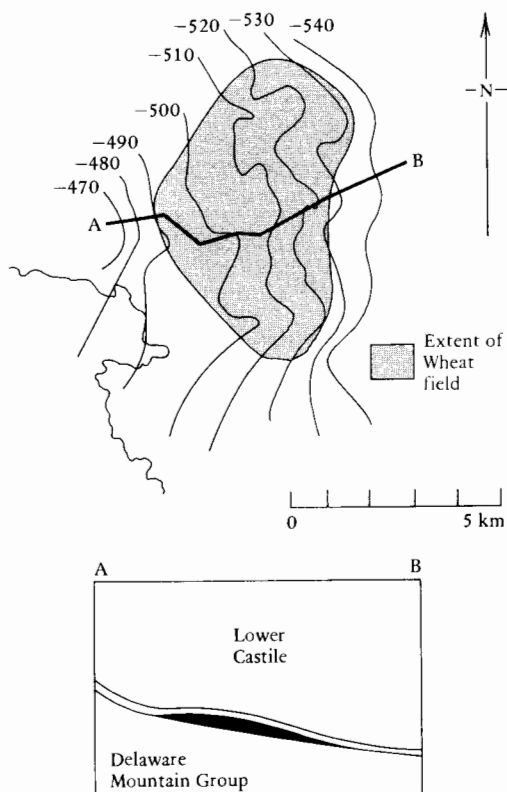 −540
−530
−520
−510
−500
−490
−480
−470
−N−
A
B
Extent of
Wheat
field
0
5 km
A
B
Lower
Castile
Delaware
Mountain Group